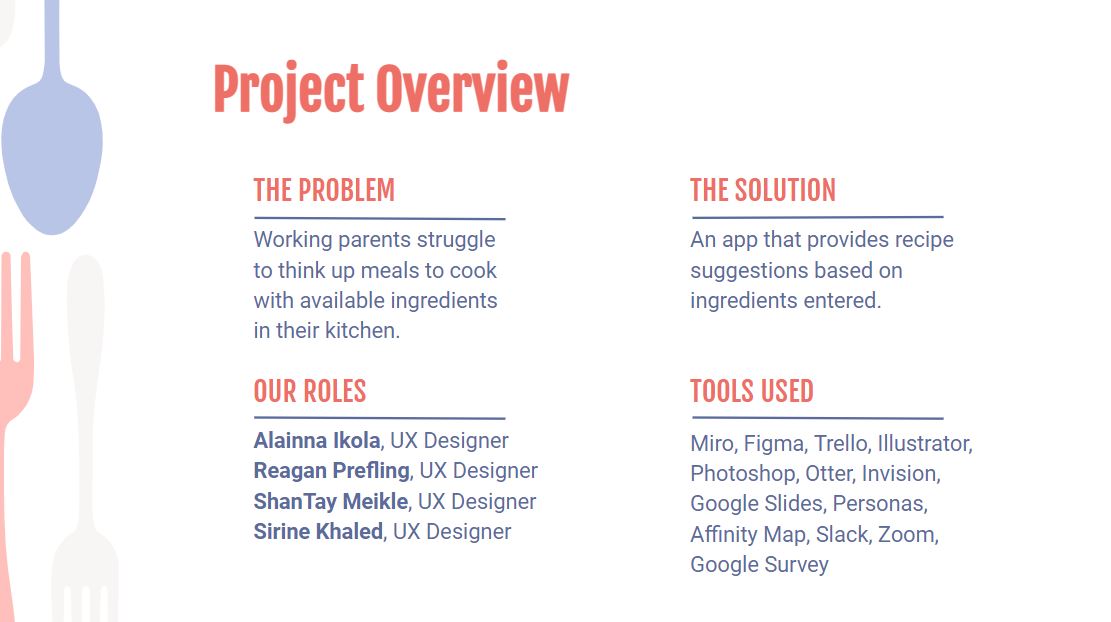 Project Overview
THE PROBLEM
Working parents struggle
to think up meals to cook
with available ingredients
in their kitchen.
THE SOLUTION
An app that provides recipe
suggestions based on
ingredients entered.
OUR ROLES
Alainna Ikola, UX Designer
Reagan Prefling, UX Designer
ShanTay Meikle, UX Designer
Sirine Khaled, UX Designer
TOOLS USED
Miro, Figma, Trello, Illustrator,
Photoshop, Otter, Invision,
Google Slides, Personas,
Affinity Map, Slack, Zoom,
Google Survey